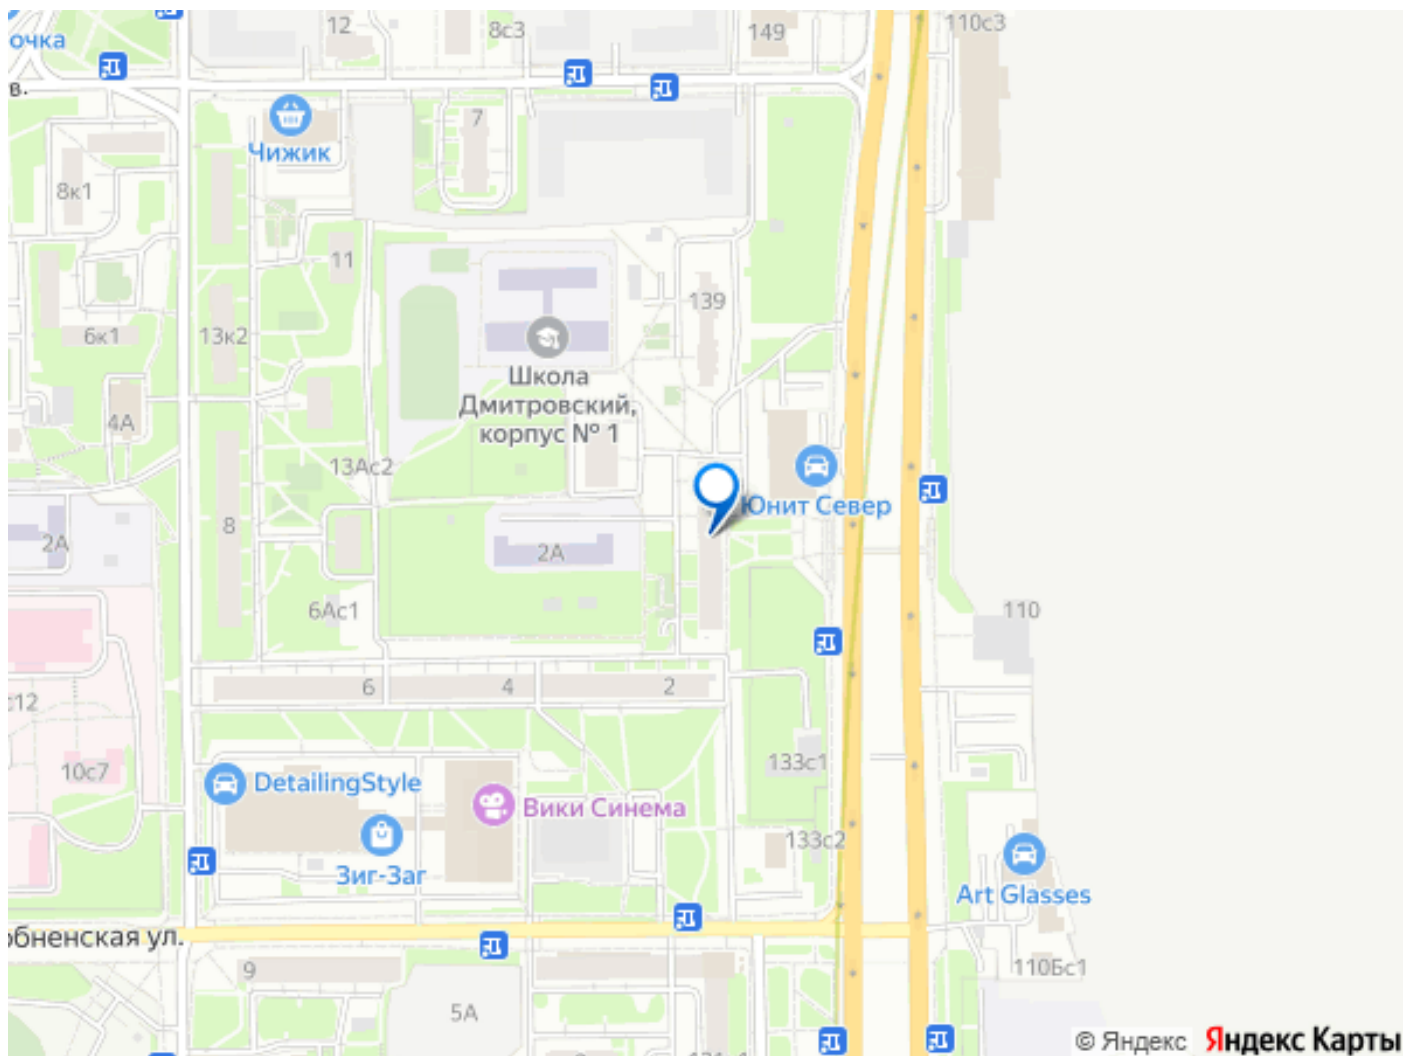 12
8с3
149
110с3
очка
в.
7
Чижик
8к1
11
139
6к1
13к2
Школа
Дмитровский,
корпус № 1
4А
13Ас2
Юнит Север
8
2А
2А
6Ас1
110
6
4
2
с12
133с1
10с7
DetailingStyle
Вики Синема
133с2
Зиг-Заг
Art Glasses
обненская ул.
9
110Бс1
5А
© Яндекс Яндекс Карты